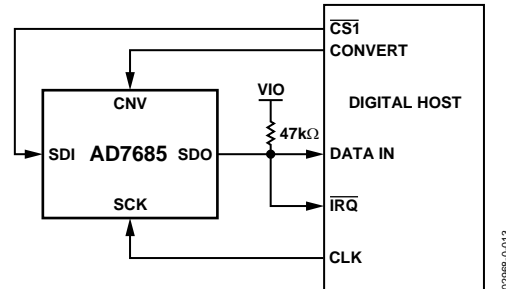 CS1
CONVERT
CNV
VIO
DIGITAL HOST
47kΩ
SDI AD7685 SDO
DATA IN
SCK
IRQ
CLK
02968-0-013